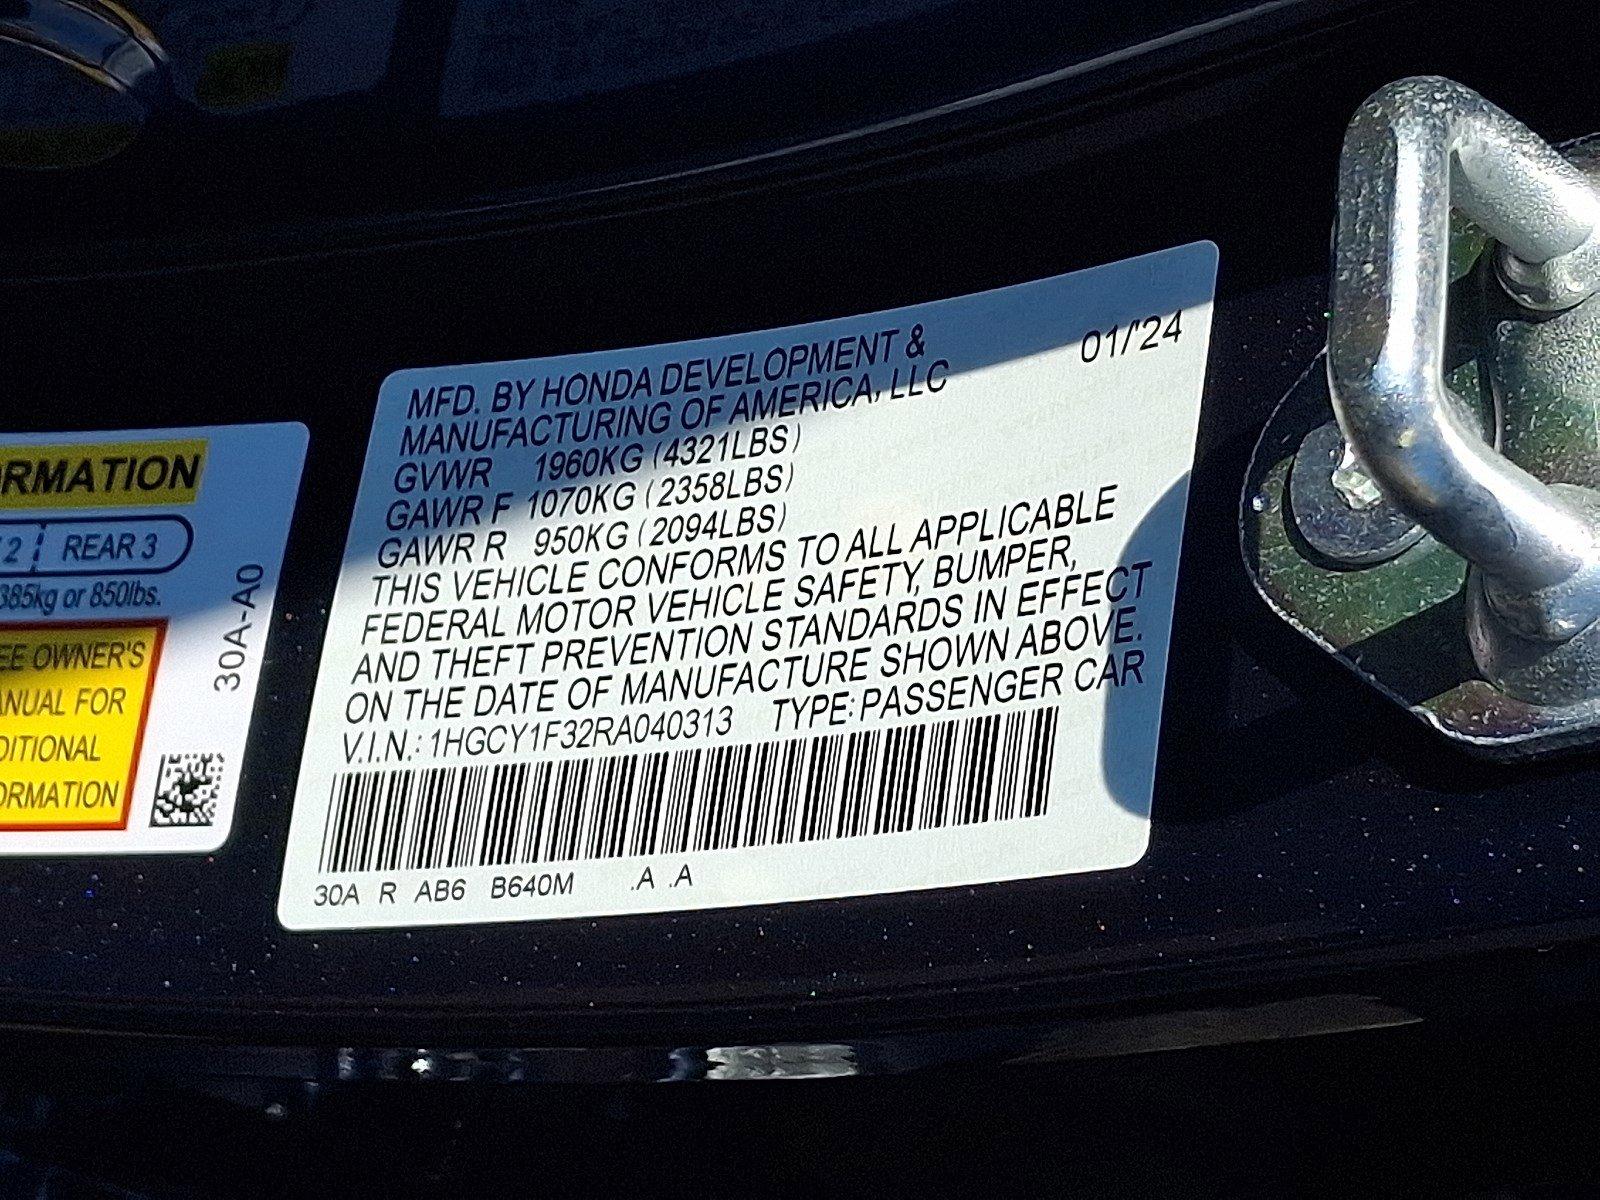 ORMATION
2 REAR 3
385kg or 850lbs.
EE OWNER'S
ANUAL FOR
DITIONAL
ORMATION
30A-A0
MFD. BY HONDA DEVELOPMENT &
MANUFACTURING OF AMERICA, LLC
01/'24
GVWR 1960KG (4321LBS)
GAWR F 1070KG (2358LBS)
GAWR R 950KG (2094LBS)
THIS VEHICLE CONFORMS TO ALL APPLICABLE
FEDERAL MOTOR VEHICLE SAFETY, BUMPER,
AND THEFT PREVENTION STANDARDS IN EFFECT
ON THE DATE OF MANUFACTURE SHOWN ABOVE.
V.I.N.: 1HGCY1F32RA040313 TYPE: PASSENGER CAR
30A R AB6 B640M .A .A